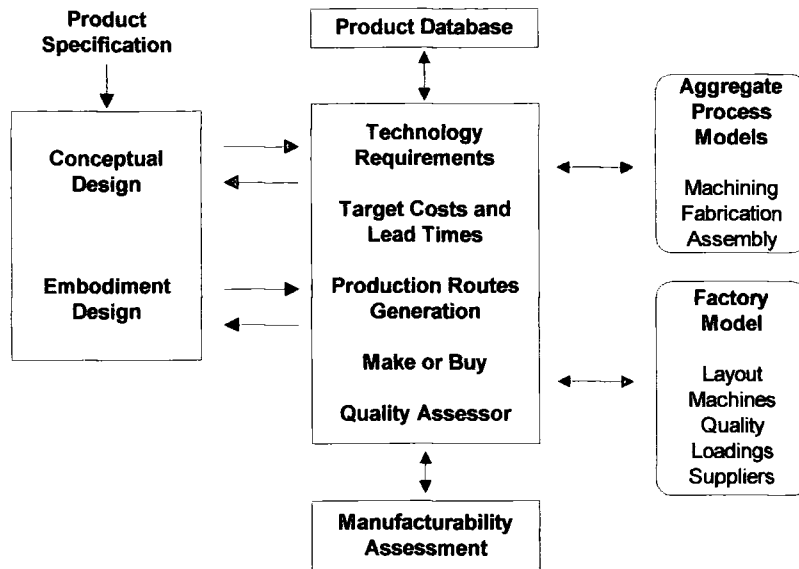 Product
Specification
Conceptual
Design
Embodiment
Design
Product Database
Technology
Requirements
Target Costs and
Lead Times
Production Routes
Generation
Make or Buy
Quality Assessor
Manufacturability
Assessment
Aggregate
Process
Models
Machining
Fabrication
Assembly
Factory
Model
Layout
Machines
Quality
Loadings
Suppliers